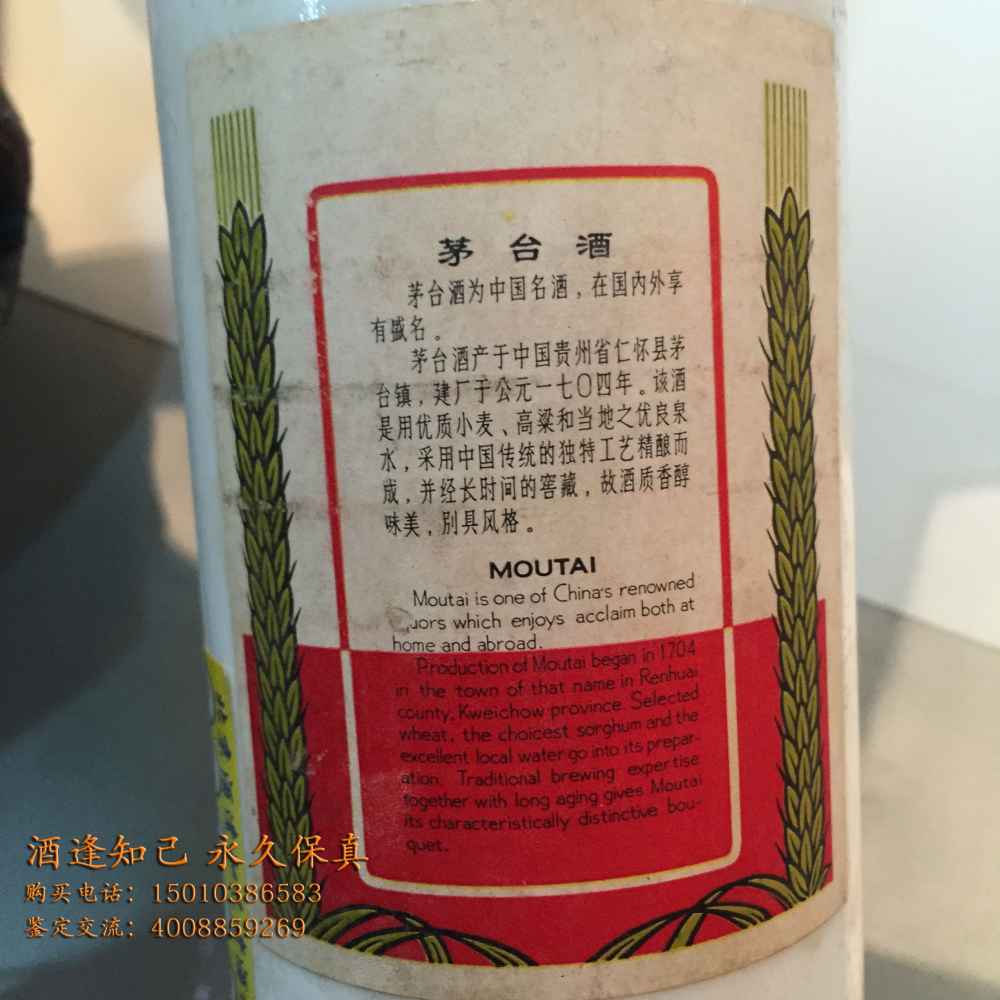 茅台酒
茅台酒为中国名酒，在国内外享
有盛名。
茅台酒产于中国贵州省仁怀县茅
台镇，建厂于公元一七〇四年。该酒
是用优质小麦、高粱和当地之优良泉
水，采用中国传统的独特工艺精酿而
成，并经长时间的窖藏，故酒质香醇
味美，别具风格。
MOUTAI
Moutai is one of China's renowned
uors which enjoys acclaim both at
home and abroad.
Production of Moutai began in 1704
in the town of that name in Renhuai
county, Kweichow province. Selected
wheat, the choicest sorghum and the
excellent local water go into its prepar-
ation. Traditional brewing expertise
together with long aging gives Moutai
its characteristically distinctive bou-
quet.
酒逢知己 永久保真
购买电话：15010386583
鉴定交流：4008859269